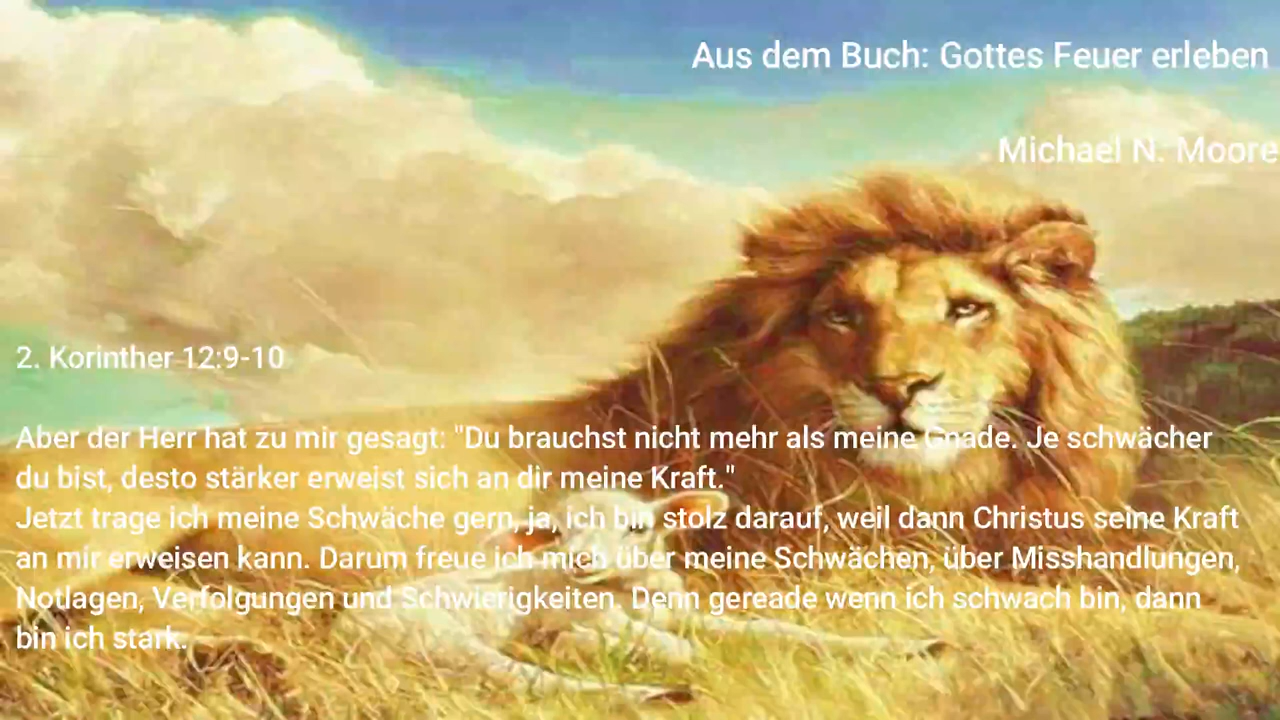 Aus dem Buch: Gottes Feuer erleben
Michael N. Moore
2. Korinther 12:9-10
Aber der Herr hat zu mir gesagt: "Du brauchst nicht mehr als meine Gnade. Je schwächer
du bist, desto stärker erweist sich an dir meine Kraft."
Jetzt trage ich meine Schwäche gern, ja, ich bin stolz darauf, weil dann Christus seine Kraft
an mir erweisen kann. Darum freue ich mich über meine Schwächen, über Misshandlungen,
Notlagen, Verfolgungen und Schwierigkeiten. Denn gereade wenn ich schwach bin, dann
bin ich stark.